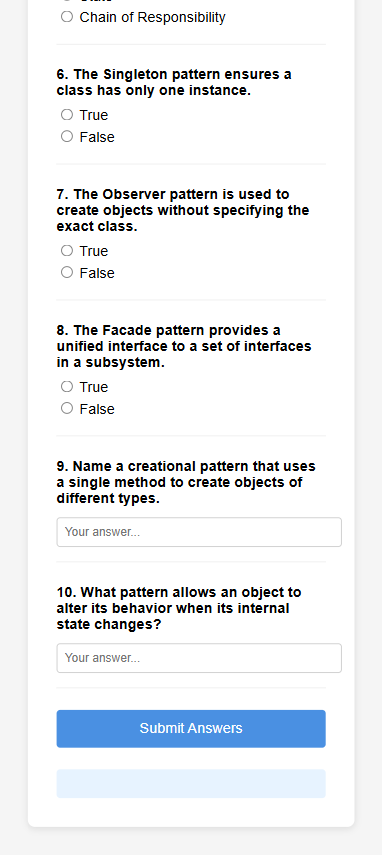 Chain of Responsibility
6. The Singleton pattern ensures a
class has only one instance.
True
False
7. The Observer pattern is used to
create objects without specifying the
exact class.
True
False
8. The Facade pattern provides a
unified interface to a set of interfaces
in a subsystem.
True
False
9. Name a creational pattern that uses
a single method to create objects of
different types.
Your answer...
10. What pattern allows an object to
alter its behavior when its internal
state changes?
Your answer...
Submit Answers